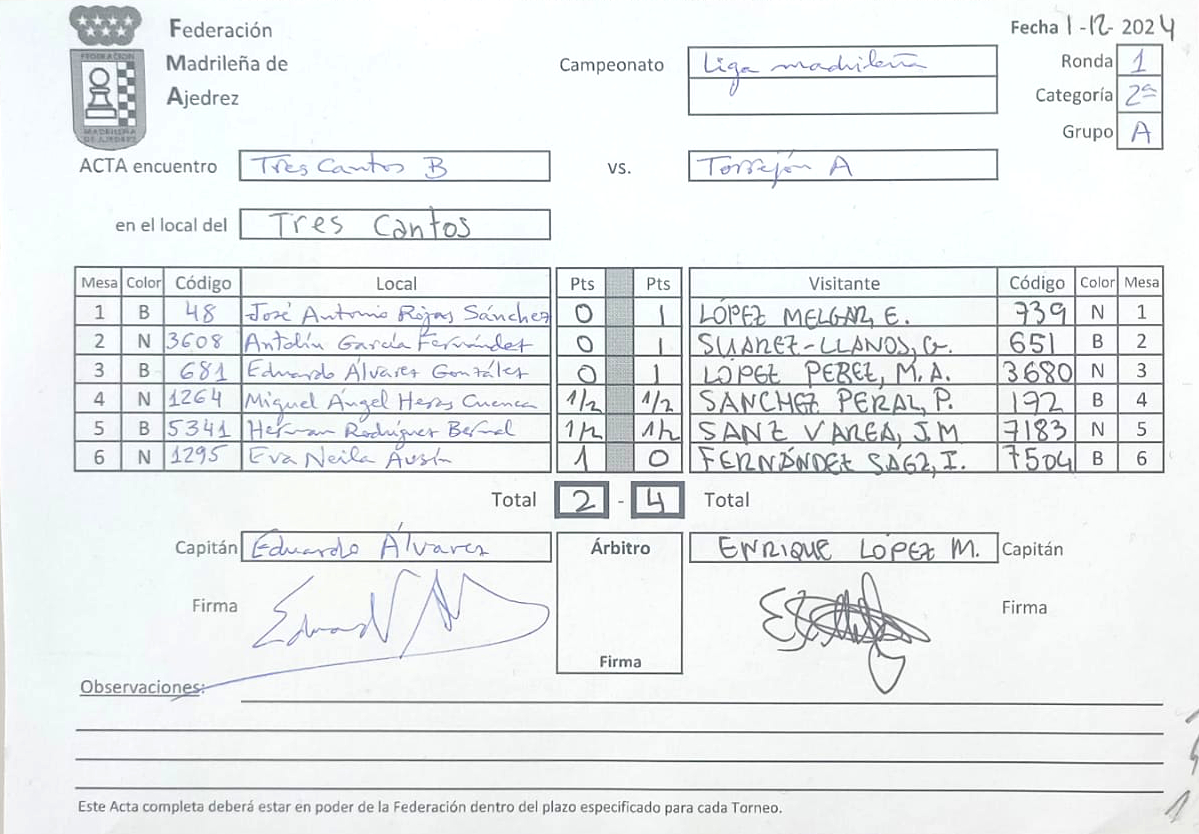 Federación
Madrileña de
Ajedrez
FEDERACION
MADRILEÑA
DE AJEDREZ
Fecha 1-12-2024
Campeonato Liga madrileña
Ronda 1
Categoría 2ª
Grupo A
ACTA encuentro Tres Cantos B vs. Torrejón A
en el local del Tres Cantos
Mesa Color Código Local Pts Pts Visitante Código Color Mesa
1 B 48 José Antonio Rojas Sánchez 0 1 LÓPEZ MELGAR, E. 739 N 1
2 N 3608 Antolín García Fernández 0 1 SUAREZ-LLANOS, G. 651 B 2
3 B 681 Eduardo Álvarez González 0 1 LÓPEZ PEREZ, M.A. 3680 N 3
4 N 1264 Miguel Ángel Heras Cuenca 1/2 1/2 SANCHEZ PERAL, P. 192 B 4
5 B 5341 Hernan Rodríguez Bernal 1/2 1/2 SANZ VAREA, J.M 7183 N 5
6 N 1295 Eva Neila Ausín 1 0 FERNÁNDEZ SÁEZ, I. 7504 B 6
Total 2 - 4 Total
Capitán Eduardo Álvarez Árbitro ENRIQUE LÓPEZ M. Capitán
Firma Firma
Firma
Observaciones:
Este Acta completa deberá estar en poder de la Federación dentro del plazo especificado para cada Torneo.